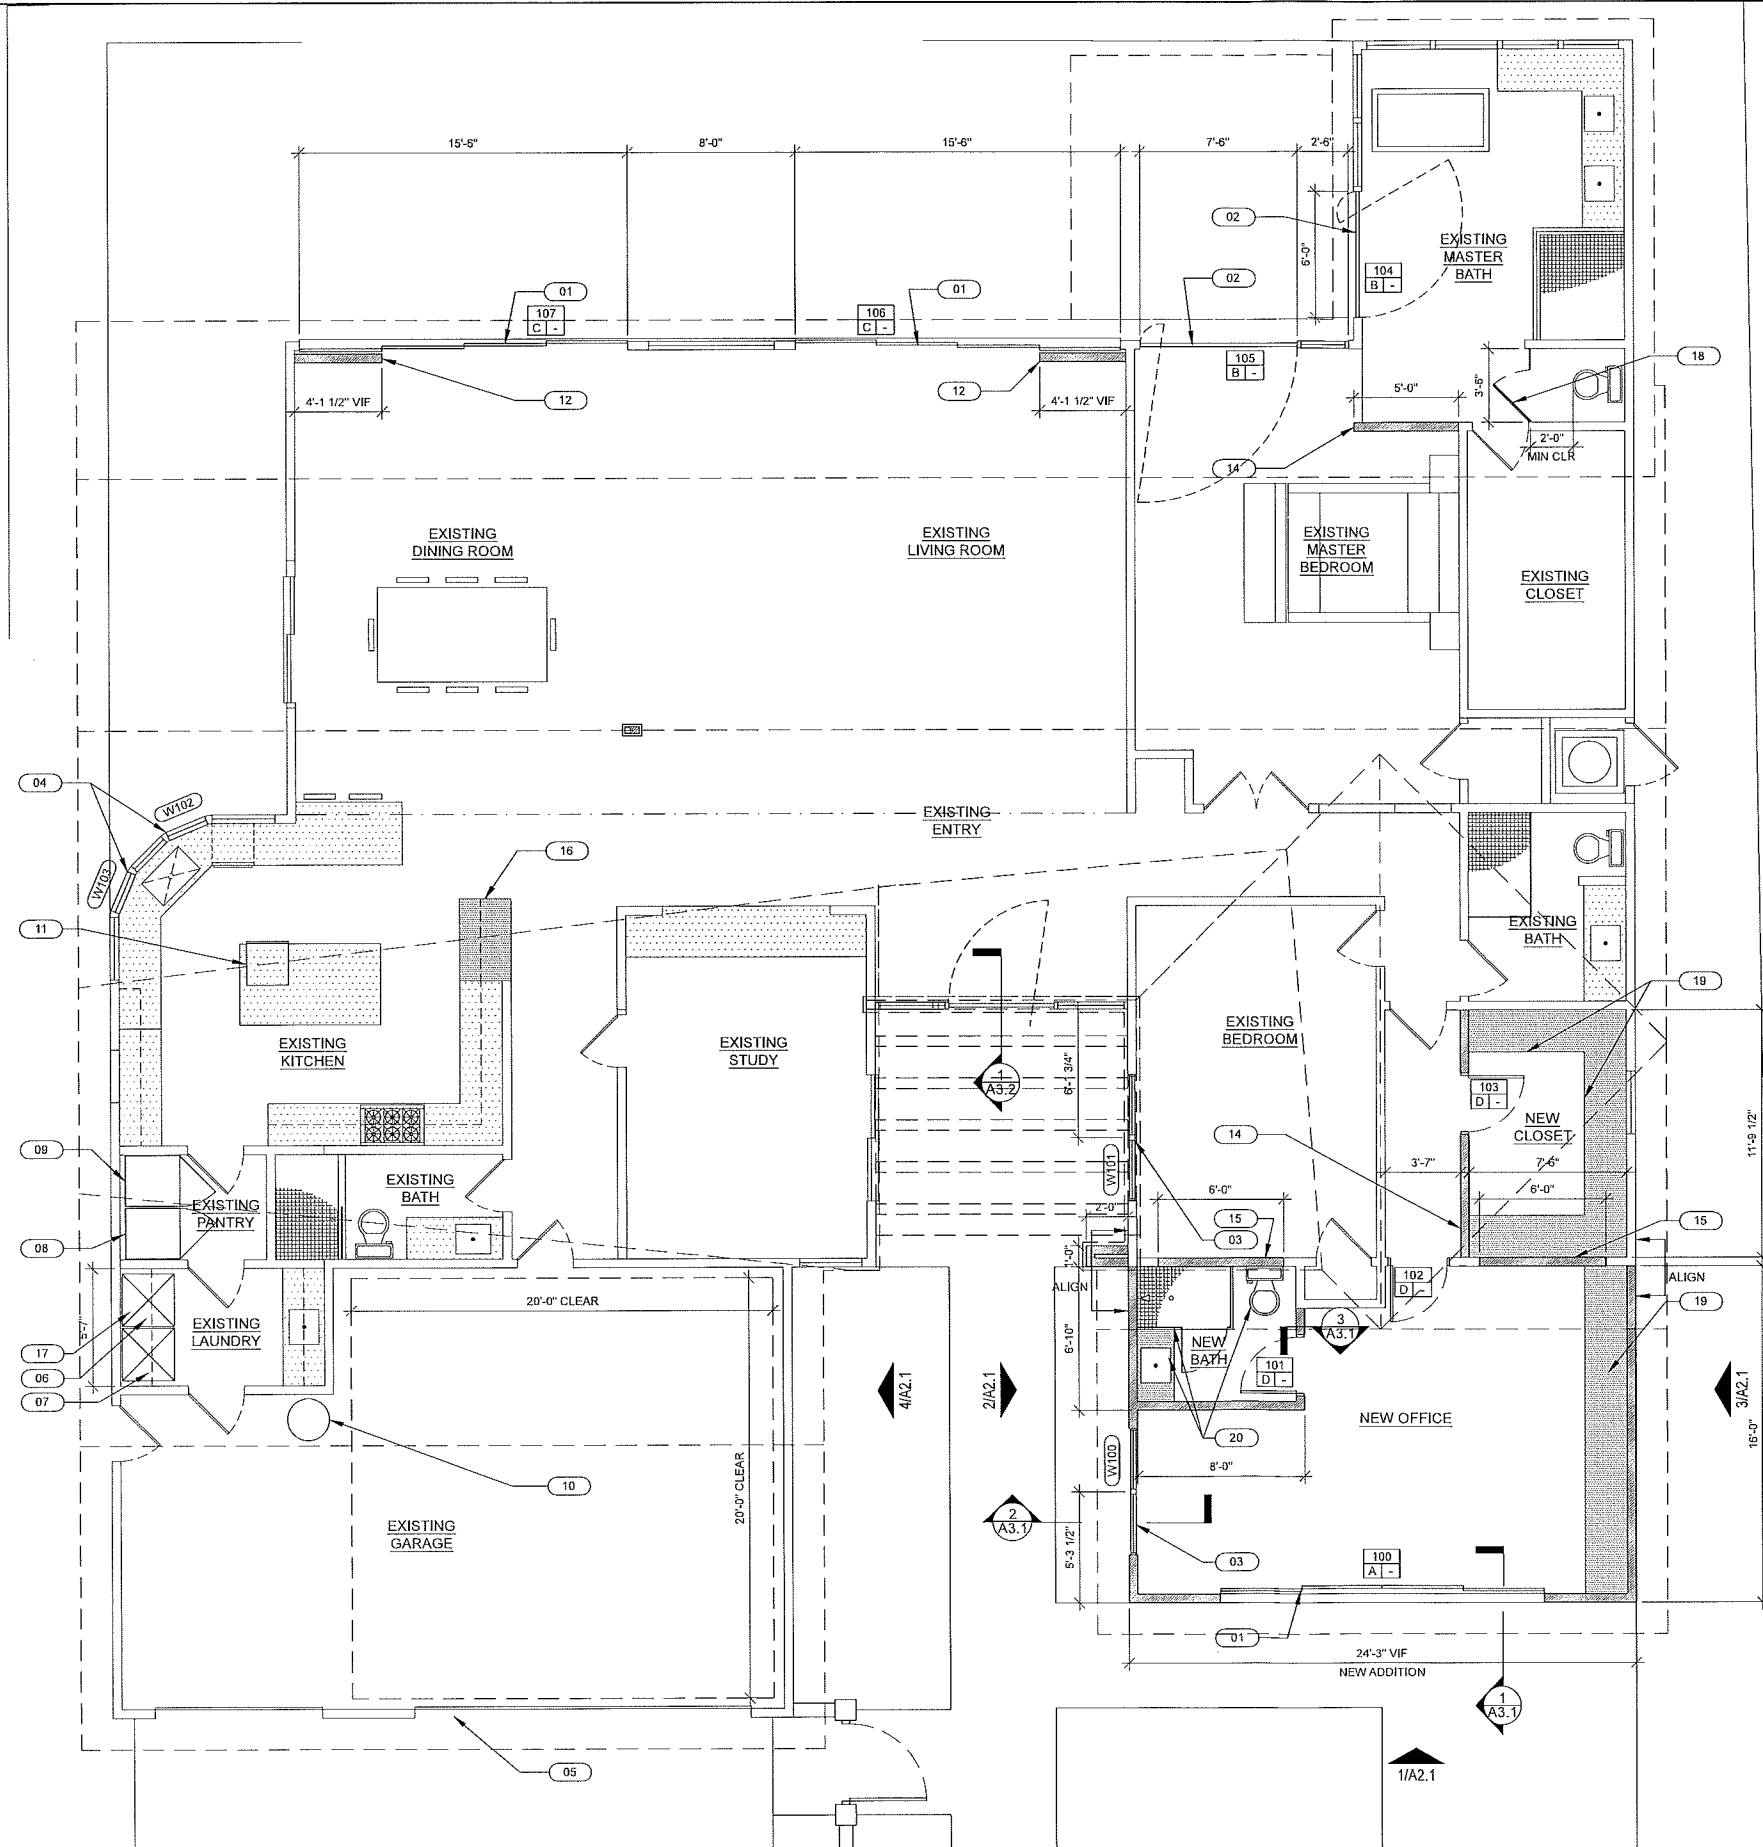 15'-6"
8'-0"
15'-6"
7'-6"
2'-6"
02
6'-0"
EXISTING
MASTER
BATH
104
B -
02
01
01
107
C -
106
C -
105
B -
18
12
12
4'-1 1/2" VIF
4'-1 1/2" VIF
5'-0"
3'-6"
2'-0"
MIN CLR
14
EXISTING
DINING ROOM
EXISTING
LIVING ROOM
EXISTING
MASTER
BEDROOM
EXISTING
CLOSET
04
W102
W103
EXISTING
ENTRY
16
11
EXISTING
BATH
19
EXISTING
KITCHEN
EXISTING
STUDY
1
A3.2
6'-1 3/4"
EXISTING
BEDROOM
103
D -
NEW
CLOSET
11'-9 1/2"
09
14
W101
3'-7"
7'-6"
EXISTING
BATH
EXISTING
PANTRY
6'-0"
6'-0"
2'-0"
15
03
15
08
1'-0"
ALIGN
102
D -
ALIGN
19
20'-0" CLEAR
EXISTING
LAUNDRY
5'-7"
17
06
07
6'-10"
NEW
BATH
3
A3.1
101
D -
4/A2.1
2/A2.1
3/A2.1
NEW OFFICE
20
16'-0"
W100
8'-0"
10
20'-0" CLEAR
EXISTING
GARAGE
2
A3.1
5'-3 1/2"
03
100
A -
01
24'-3" VIF
NEW ADDITION
1
A3.1
05
1/A2.1